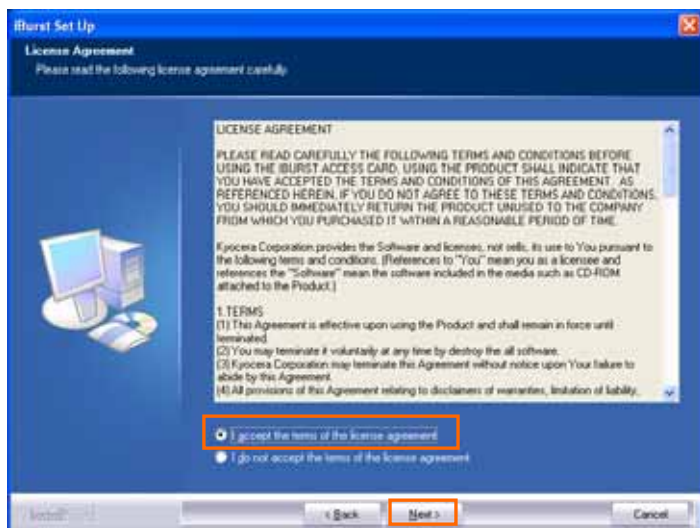 iBurst Set Up
License Agreement
Please read the following license agreement carefully.
LICENSE AGREEMENT
PLEASE READ CAREFULLY THE FOLLOWING TERMS AND CONDITIONS BEFORE
USING THE IBURST ACCESS CARD. USING THE PRODUCT SHALL INDICATE THAT
YOU HAVE ACCEPTED THE TERMS AND CONDITIONS OF THIS AGREEMENT. AS
REFERENCED HEREIN, IF YOU DO NOT AGREE TO THESE TERMS AND CONDITIONS,
YOU SHOULD IMMEDIATELY RETURN THE PRODUCT UNUSED TO THE COMPANY
FROM WHICH YOU PURCHASED IT WITHIN A REASONABLE PERIOD OF TIME.
Kyocera Corporation provides the Software and licenses, not sells, its use to You pursuant to
the following terms and conditions. (References to "You" mean you as a licensee and
references the "Software" mean the software included in the media such as CD-ROM
attached to the Product.)
1.TERMS
(1) This Agreement is effective upon using the Product and shall remain in force until
terminated.
(2) You may terminate it voluntarily at any time by destroy the all software.
(3) Kyocera Corporation may terminate this Agreement without notice upon Your failure to
abide by this Agreement.
(4) All provisions of this Agreement relating to disclaimers of warranties, limitation of liability,
I accept the terms of the license agreement
I do not accept the terms of the license agreement
< Back
Next >
Cancel